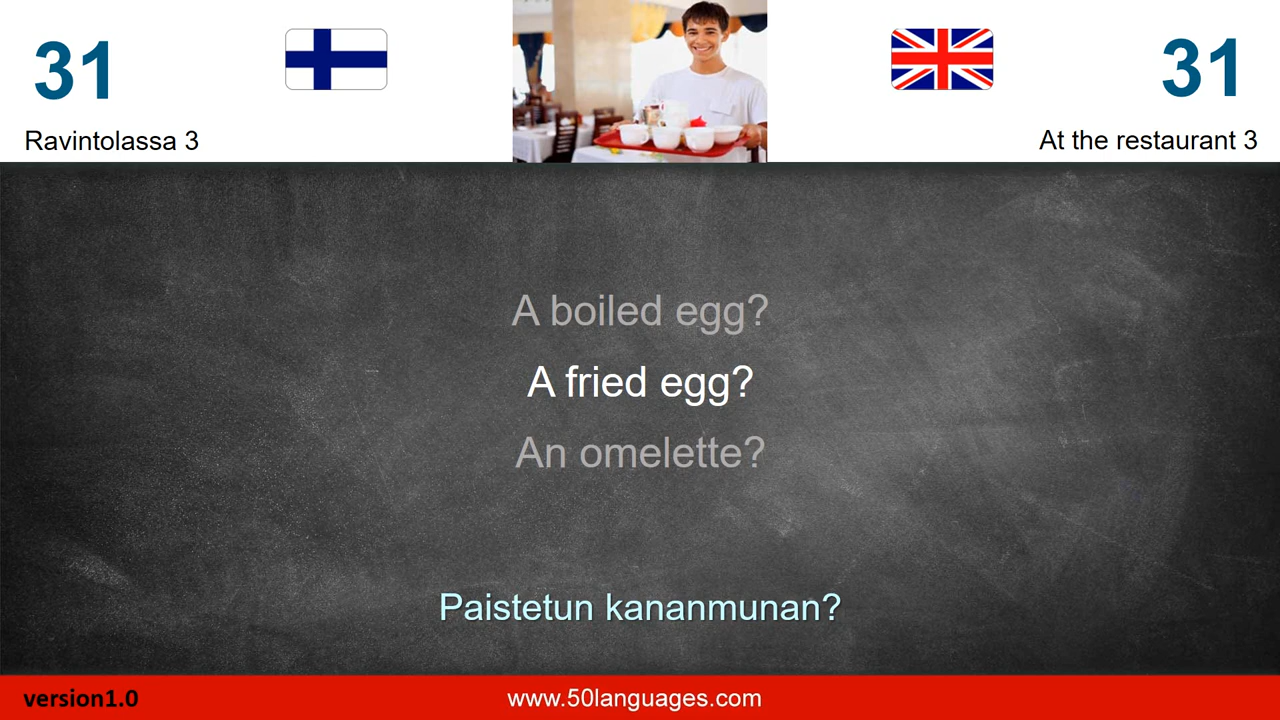 31
31
Ravintolassa 3
At the restaurant 3
A boiled egg?
A fried egg?
An omelette?
Paistetun kananmunan?
version1.0
www.50languages.com